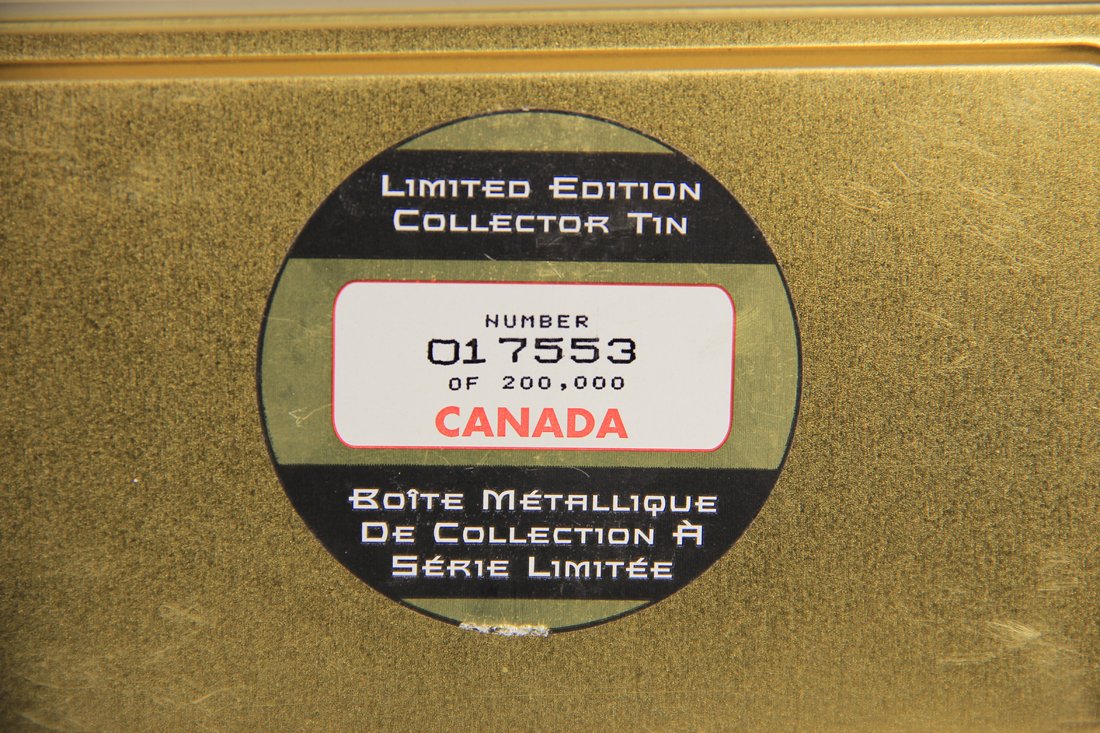 Limited Edition
Collector Tin
NUMBER
017553
OF 200,000
CANADA
Boîte Métallique
De Collection À
Série Limitée